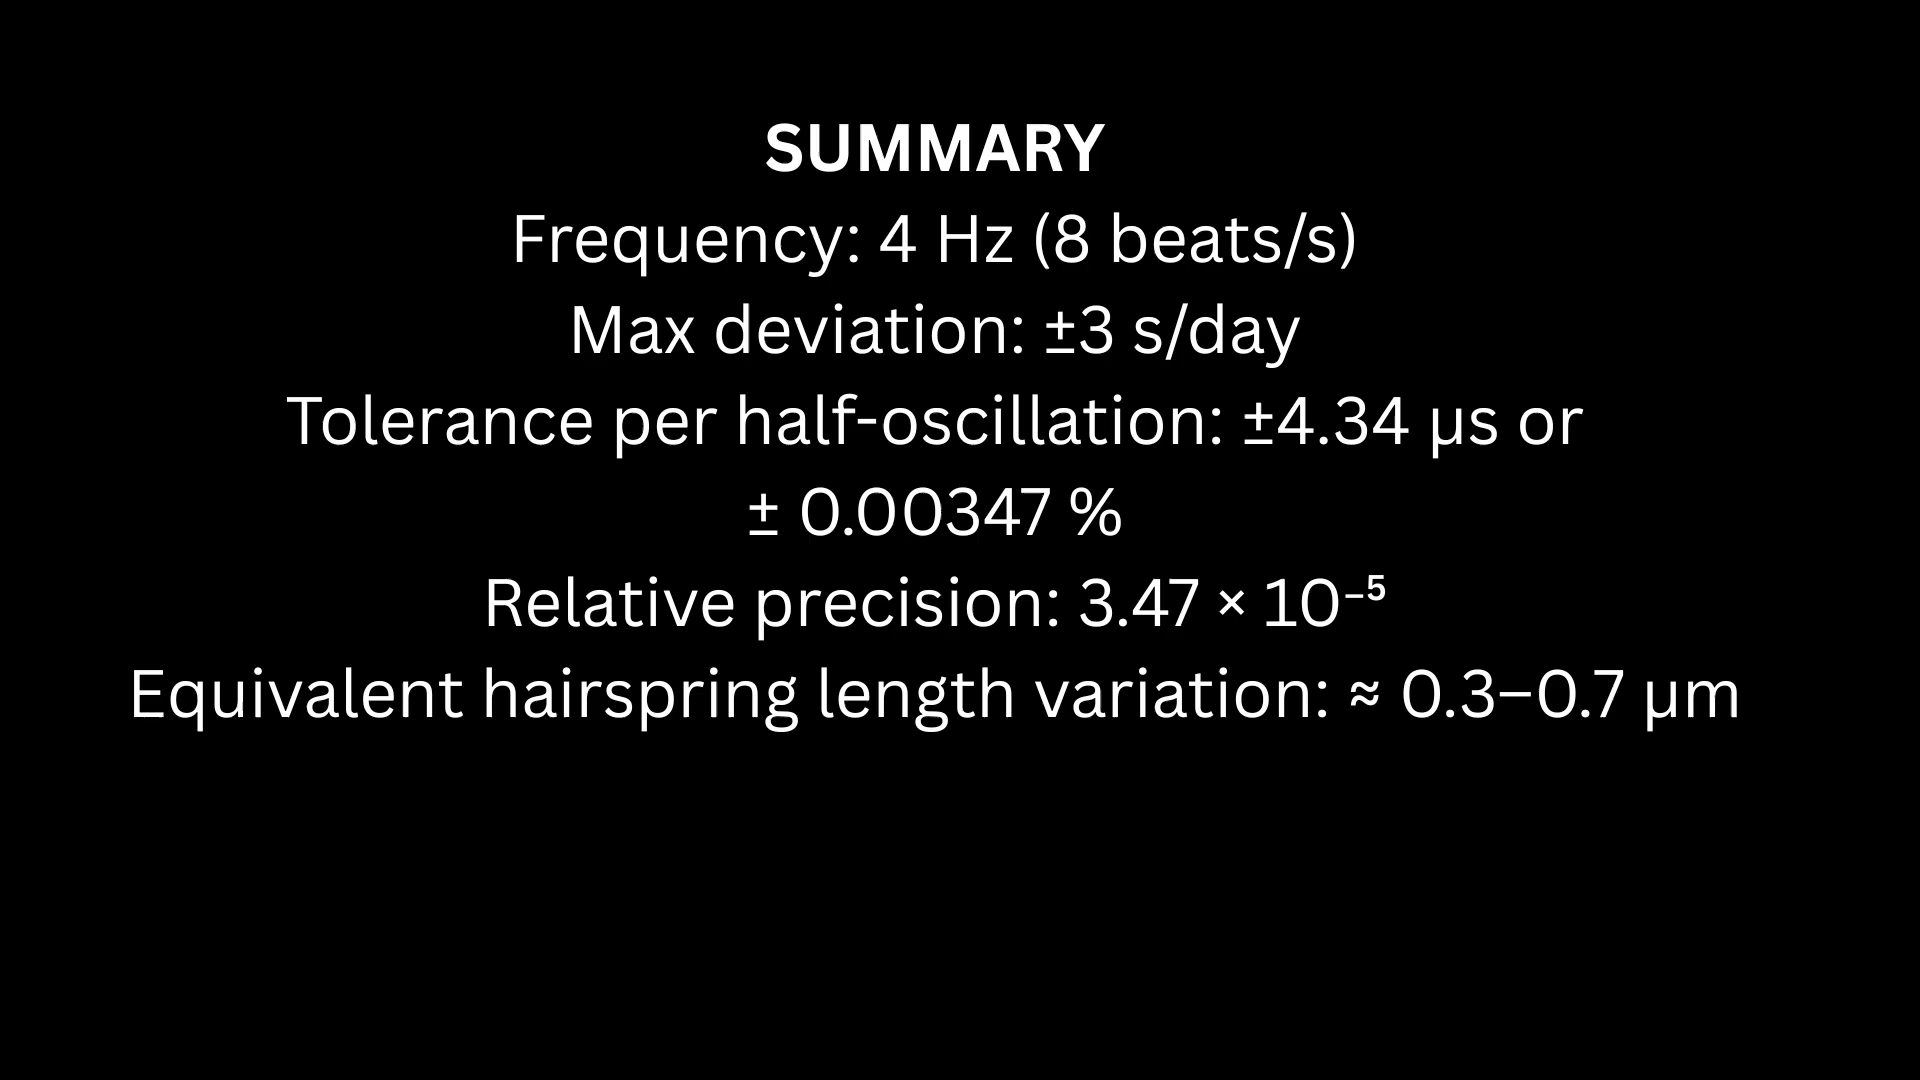 SUMMARY
Frequency: 4 Hz (8 beats/s)
Max deviation: ±3 s/day
Tolerance per half-oscillation: ±4.34 µs or
± 0.00347 %
Relative precision: 3.47 × 10⁻⁵
Equivalent hairspring length variation: ≈ 0.3–0.7 µm